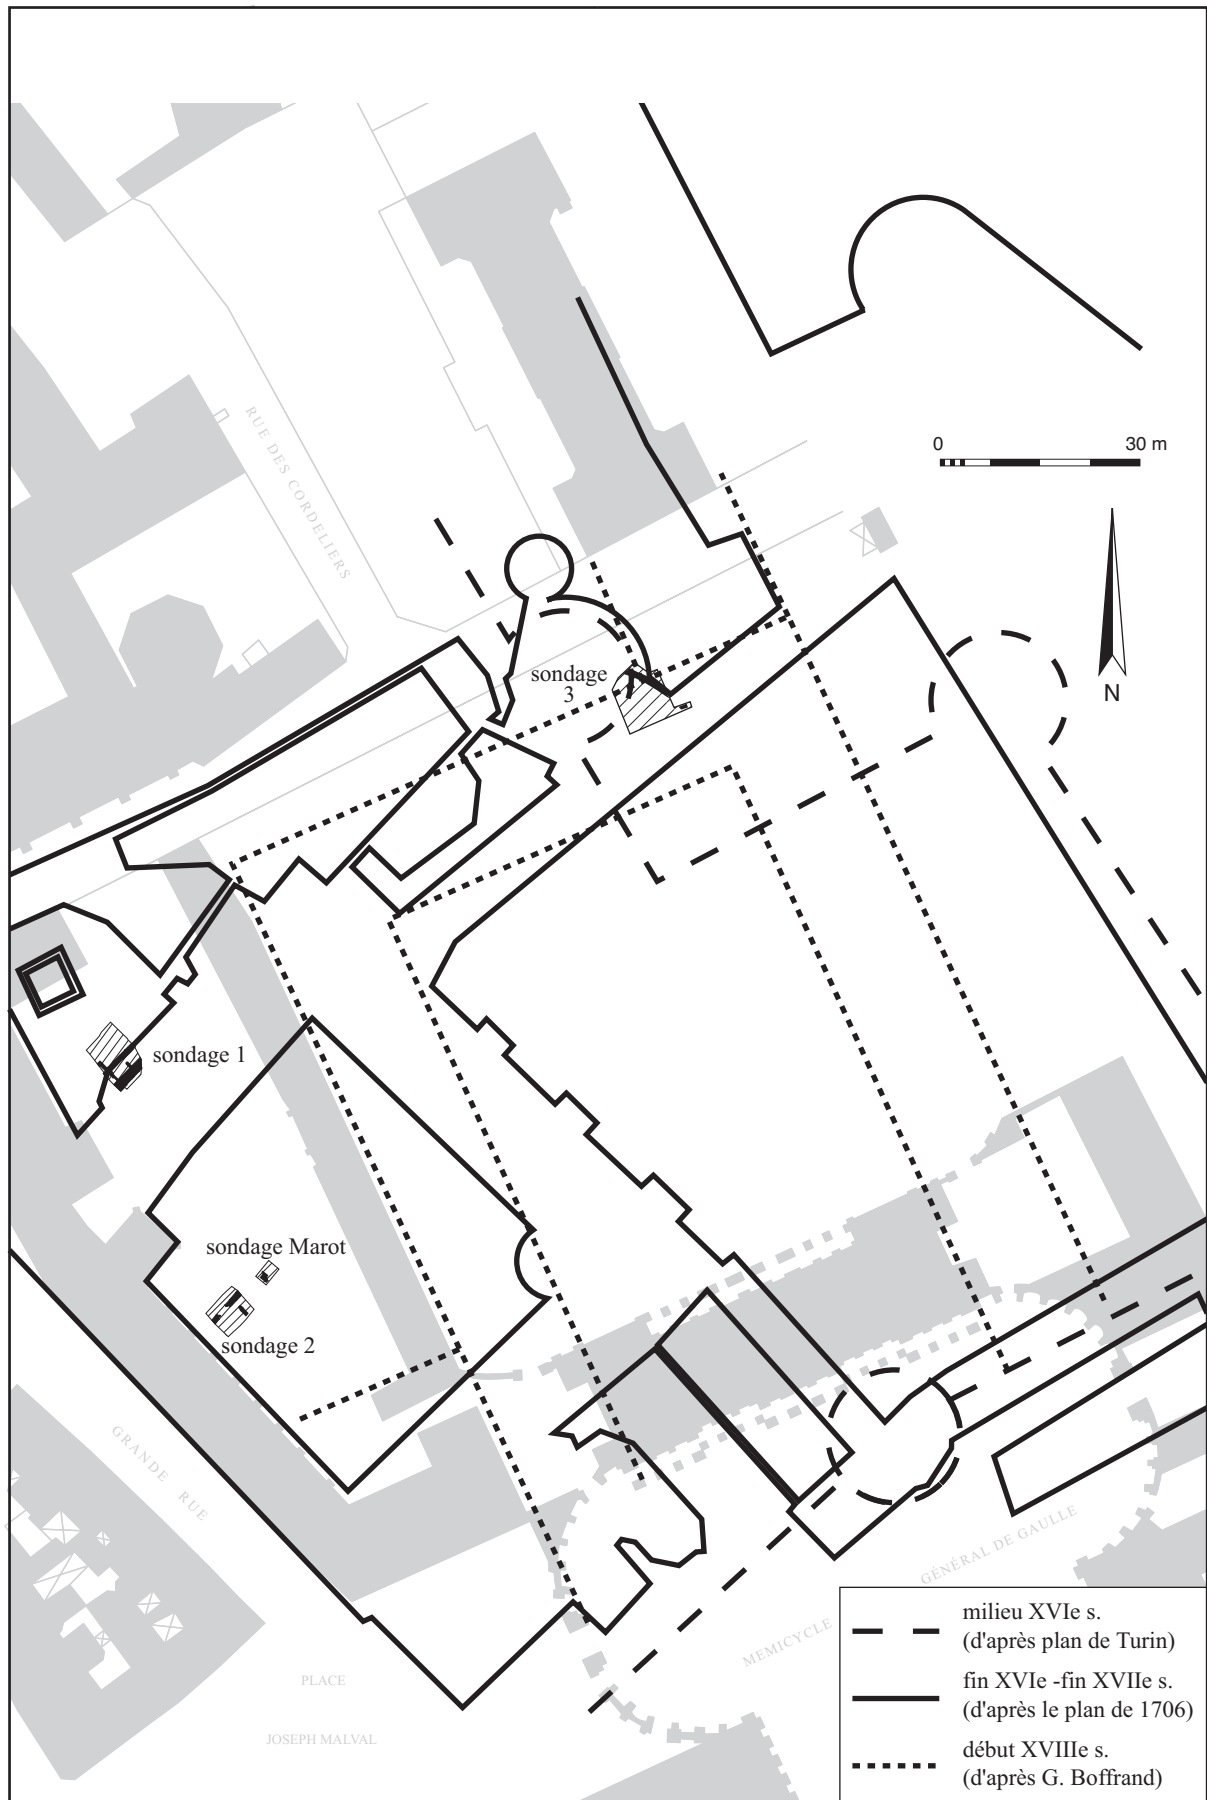 RUE DES CORDELIERS
0 30 m
N
sondage
3
sondage 1
sondage Marot
sondage 2
GRANDE RUE
PLACE
JOSEPH MALVAL
MEMICYCLE
GÉNÉRAL DE GAULLE
milieu XVIe s.
(d'après plan de Turin)
fin XVIe -fin XVIIe s.
(d'après le plan de 1706)
début XVIIIe s.
(d'après G. Boffrand)